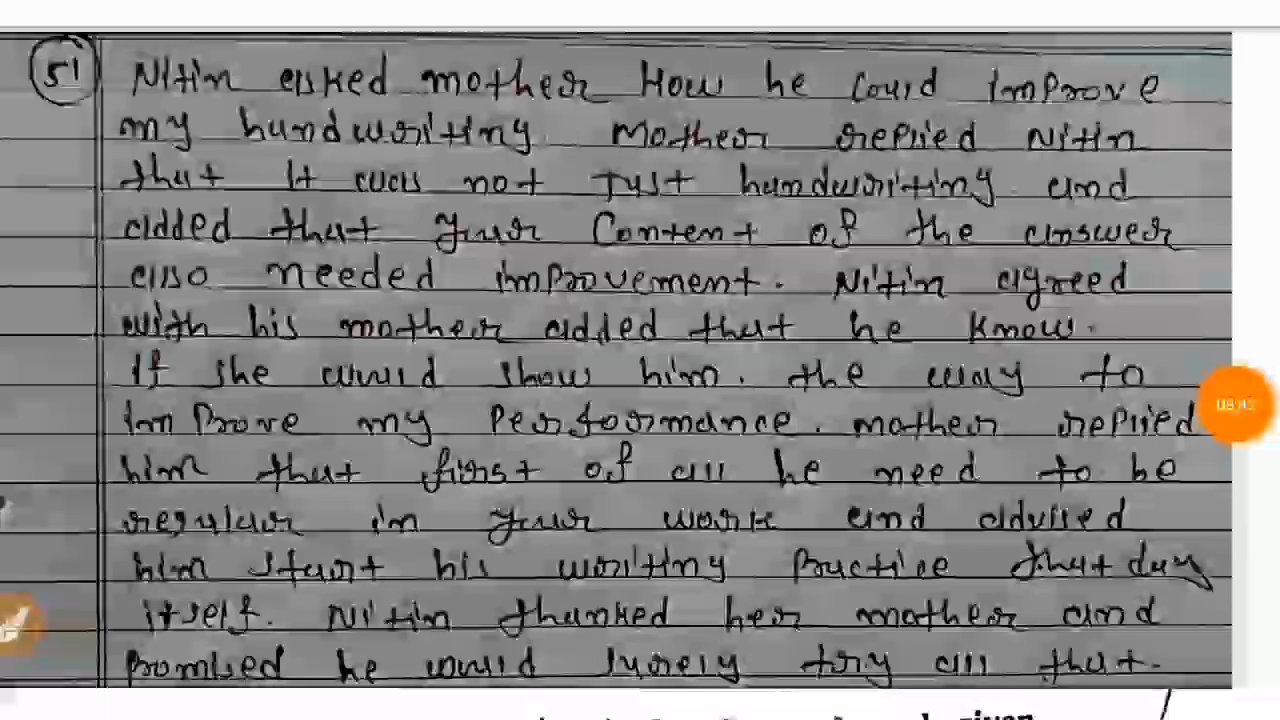 51 Nitin asked mother How he could improve
my handwriting Mother replied Nitin
that it was not Just handwriting and
added that your Content of the answer
also needed improvement. Nitin agreed
with his mother added that he know.
If she would show him. the way to
improve my Performance. mother replied
him that first of all he need to be
regular in your work and advised
him start his writing Practice that day
itself. Nitin thanked her mother and
Promised he would surely try all that.
08:43